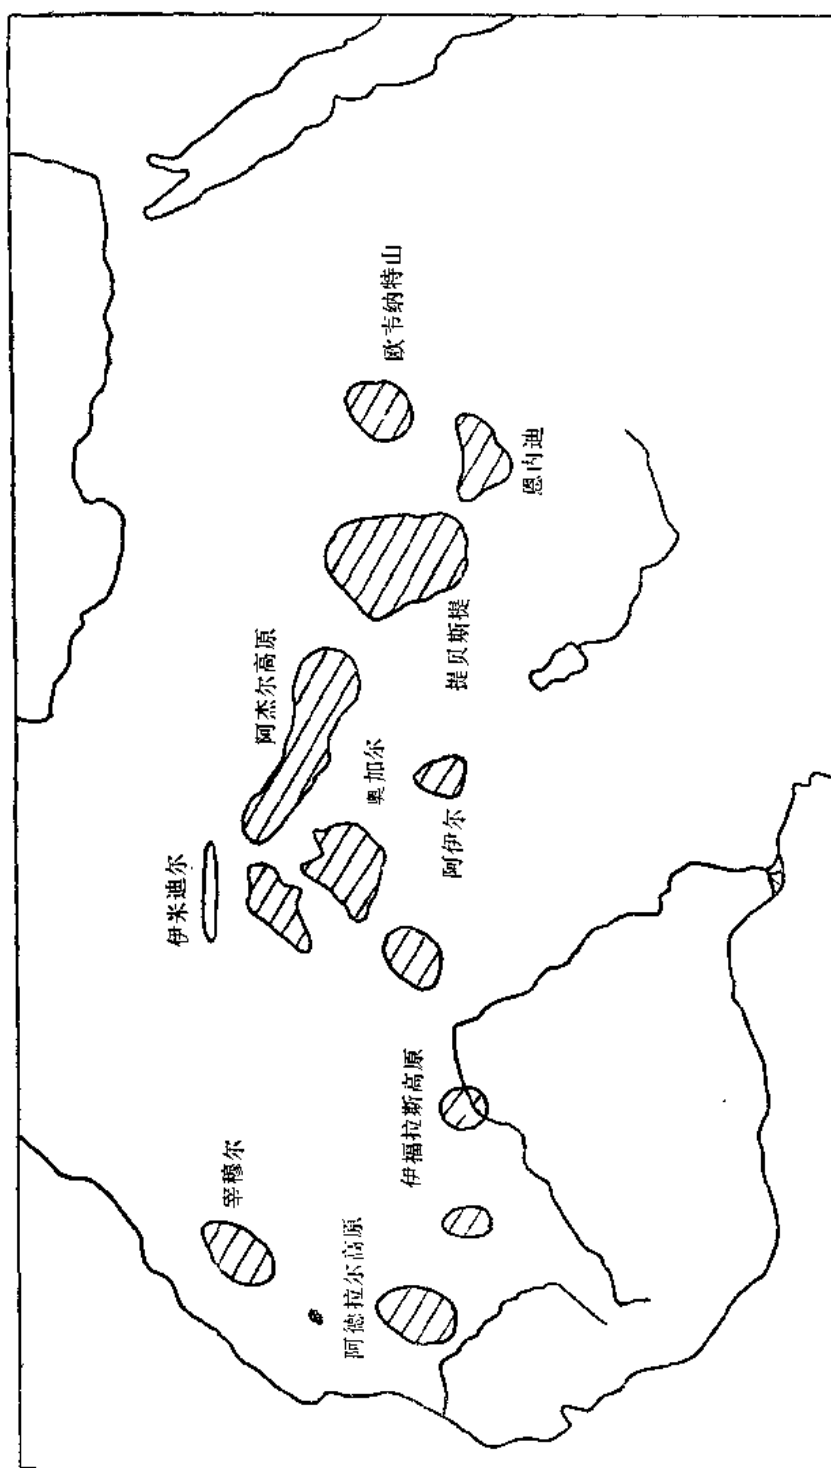 宰穆尔
阿德拉尔高原
伊福拉斯高原
伊米迪尔
阿杰尔高原
奥加尔
阿伊尔
提贝斯提
恩内迪
欧韦纳特山